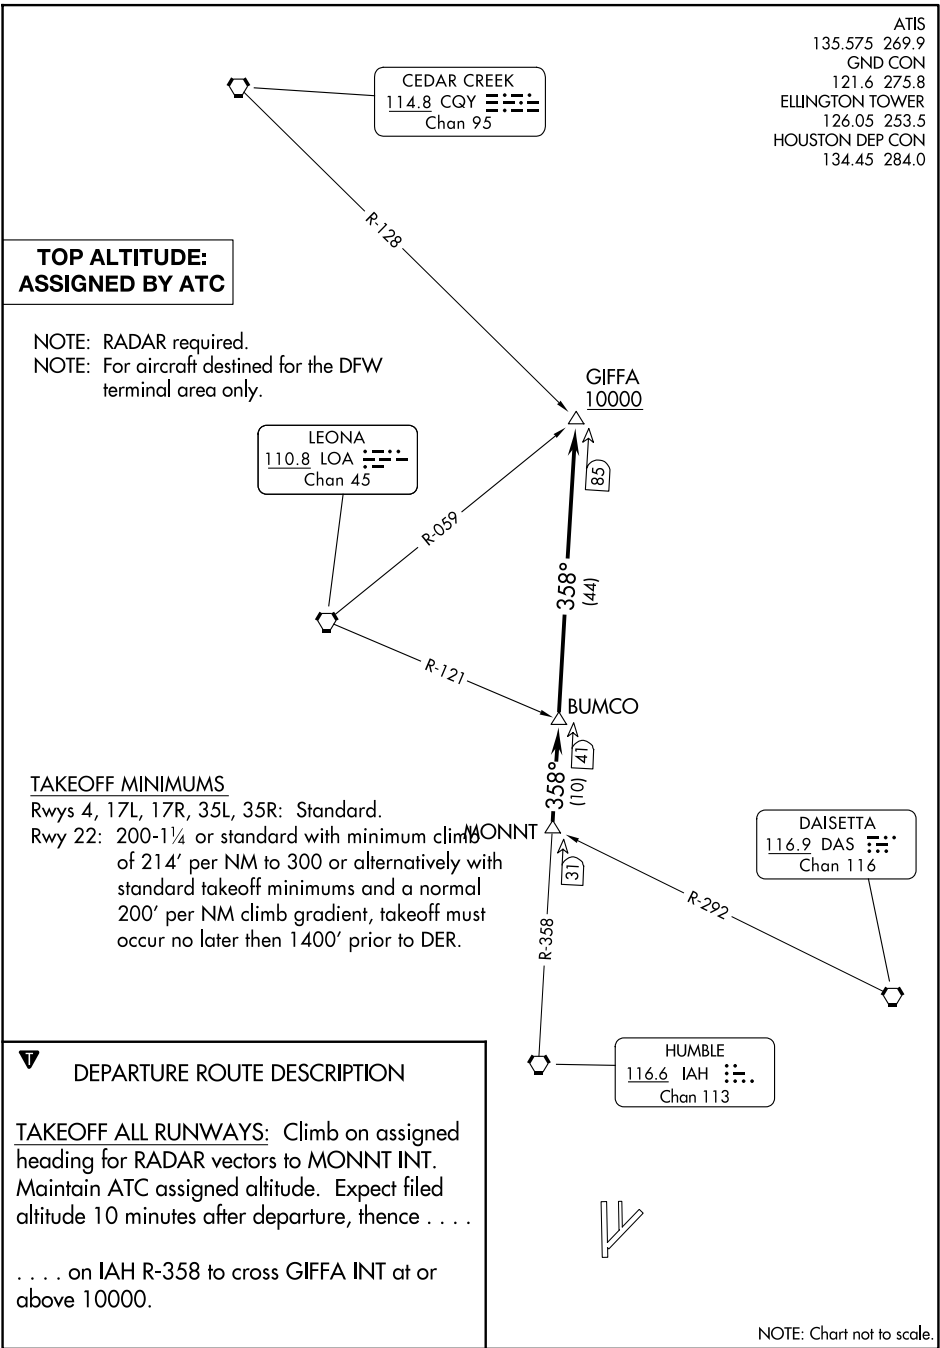 ATIS
135.575 269.9
GND CON
121.6 275.8
ELLINGTON TOWER
126.05 253.5
HOUSTON DEP CON
134.45 284.0
CEDAR CREEK
114.8 CQY
Chan 95
R-128
TOP ALTITUDE:
ASSIGNED BY ATC
NOTE: RADAR required.
NOTE: For aircraft destined for the DFW
terminal area only.
GIFFA
10000
LEONA
110.8 LOA
Chan 45
85
R-059
358°
(44)
R-121
BUMCO
41
358°
(10)
TAKEOFF MINIMUMS
Rwys 4, 17L, 17R, 35L, 35R: Standard.
Rwy 22: 200-1¼ or standard with minimum climb
of 214' per NM to 300 or alternatively with
standard takeoff minimums and a normal
200' per NM climb gradient, takeoff must
occur no later then 1400' prior to DER.
MONNT
31
DAISETTA
116.9 DAS
Chan 116
R-292
R-358
HUMBLE
116.6 IAH
Chan 113
T
DEPARTURE ROUTE DESCRIPTION
TAKEOFF ALL RUNWAYS: Climb on assigned
heading for RADAR vectors to MONNT INT.
Maintain ATC assigned altitude. Expect filed
altitude 10 minutes after departure, thence . . . .
. . . . on IAH R-358 to cross GIFFA INT at or
above 10000.
NOTE: Chart not to scale.